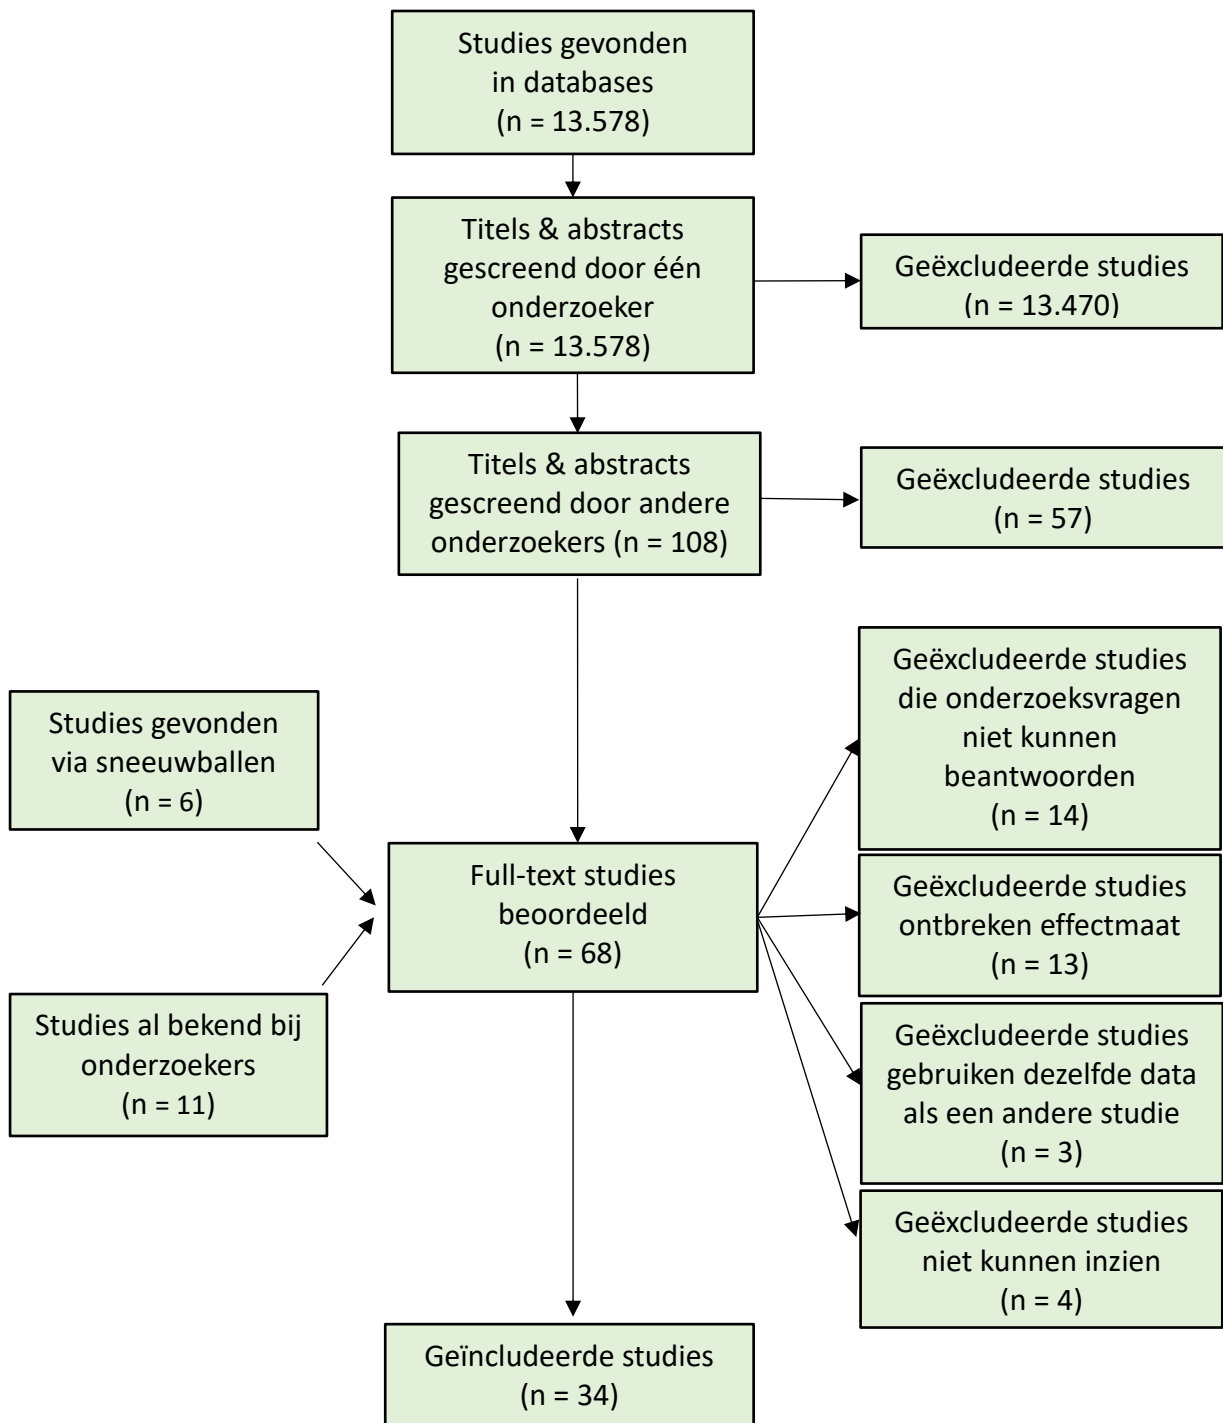 Studies gevonden
in databases
(n = 13.578)
Titels & abstracts
gescreend door één
onderzoeker
(n = 13.578)
Geëxcludeerde studies
(n = 13.470)
Titels & abstracts
gescreend door andere
onderzoekers (n = 108)
Geëxcludeerde studies
(n = 57)
Studies gevonden
via sneeuwballen
(n = 6)
Studies al bekend bij
onderzoekers
(n = 11)
Full-text studies
beoordeeld
(n = 68)
Geëxcludeerde studies
die onderzoeksvragen
niet kunnen
beantwoorden
(n = 14)
Geëxcludeerde studies
ontbreken effectmaat
(n = 13)
Geëxcludeerde studies
gebruiken dezelfde data
als een andere studie
(n = 3)
Geëxcludeerde studies
niet kunnen inzien
(n = 4)
Geïncludeerde studies
(n = 34)